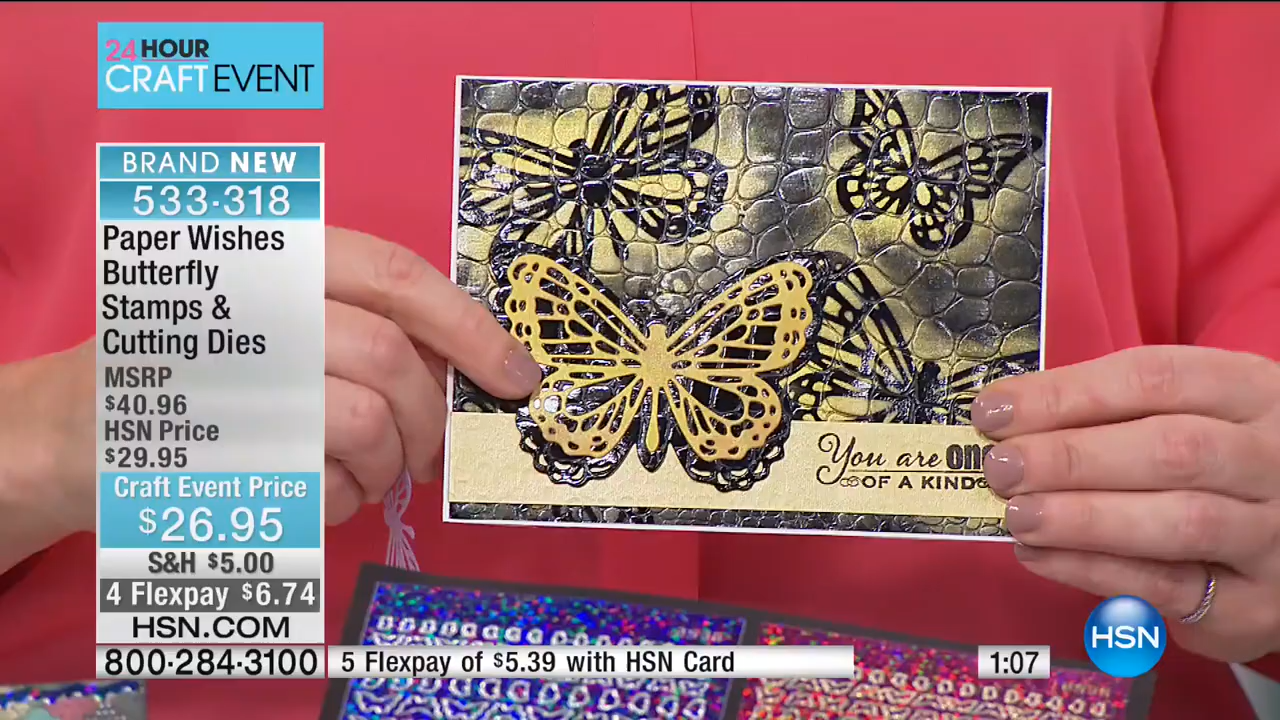 24 HOUR
CRAFT EVENT
BRAND NEW
533·318
Paper Wishes
Butterfly
Stamps &
Cutting Dies
MSRP
$40.96
HSN Price
$29.95
Craft Event Price
$26.95
S&H $5.00
4 Flexpay $6.74
HSN.COM
800·284·3100
5 Flexpay of $5.39 with HSN Card
1:07
HSN
You are one
OF A KIND